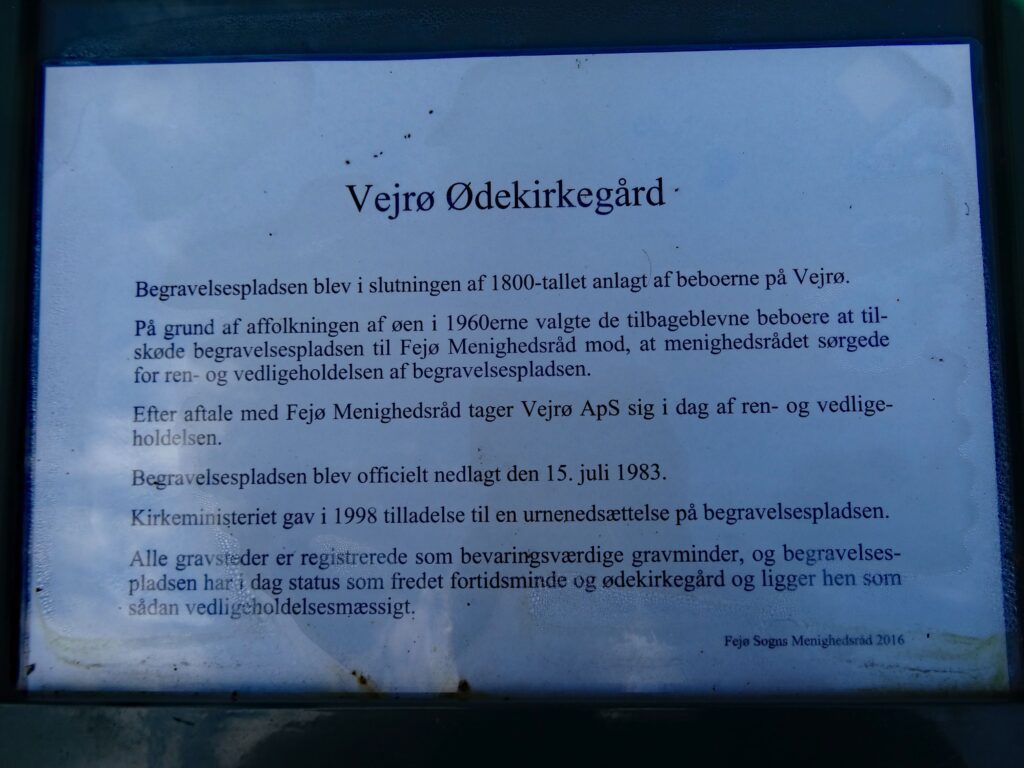 Vejrø Ødekirkegård
Begravelsespladsen blev i slutningen af 1800-tallet anlagt af beboerne på Vejrø.
På grund af affolkningen af øen i 1960erne valgte de tilbageblevne beboere at til-
skøde begravelsespladsen til Fejø Menighedsråd mod, at menighedsrådet sørgede
for ren- og vedligeholdelsen af begravelsespladsen.
Efter aftale med Fejø Menighedsråd tager Vejrø ApS sig i dag af ren- og vedlige-
holdelsen.
Begravelsespladsen blev officielt nedlagt den 15. juli 1983.
Kirkeministeriet gav i 1998 tilladelse til en urnenedsættelse på begravelsespladsen.
Alle gravsteder er registrerede som bevaringsværdige gravminder, og begravelses-
pladsen har i dag status som fredet fortidsminde og ødekirkegård og ligger hen som
sådan vedligeholdelsesmæssigt.
Fejø Sogns Menighedsråd 2016